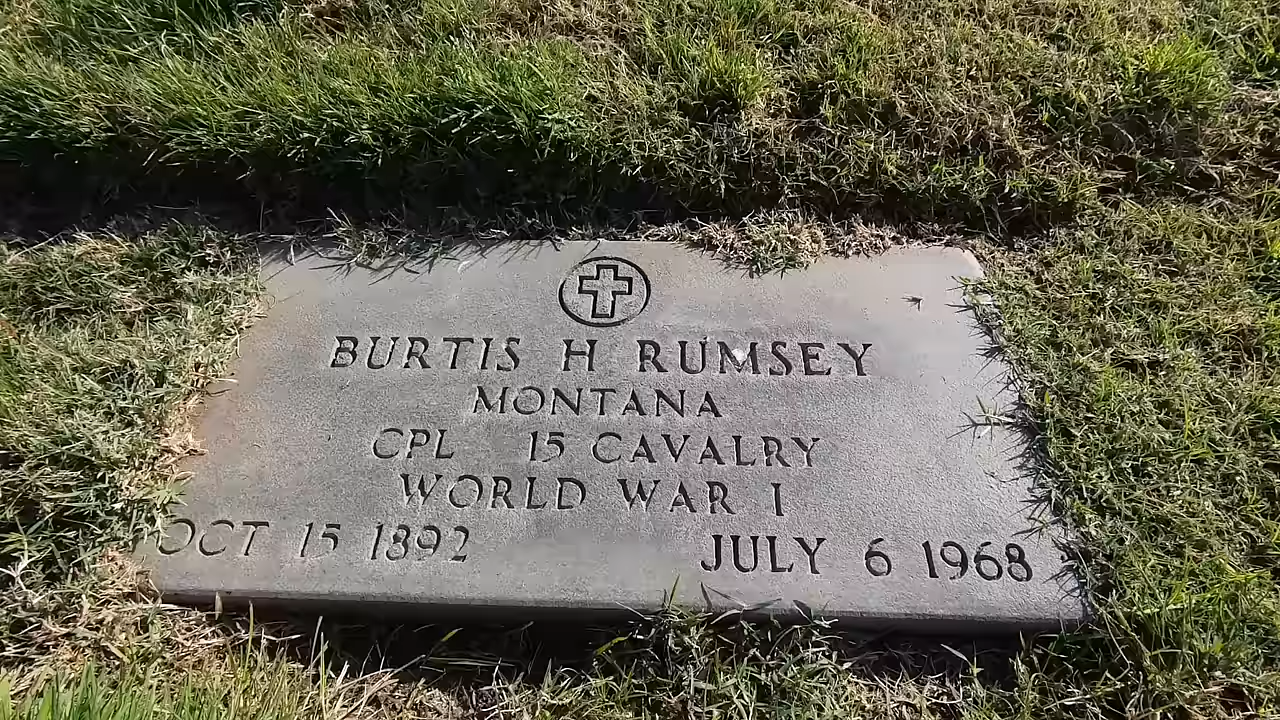 BURTIS H RUMSEY
MONTANA
CPL 15 CAVALRY
WORLD WAR I
OCT 15 1892 JULY 6 1968